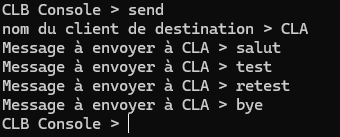 CLB Console > send
nom du client de destination > CLA
Message à envoyer à CLA > salut
Message à envoyer à CLA > test
Message à envoyer à CLA > retest
Message à envoyer à CLA > bye
CLB Console >